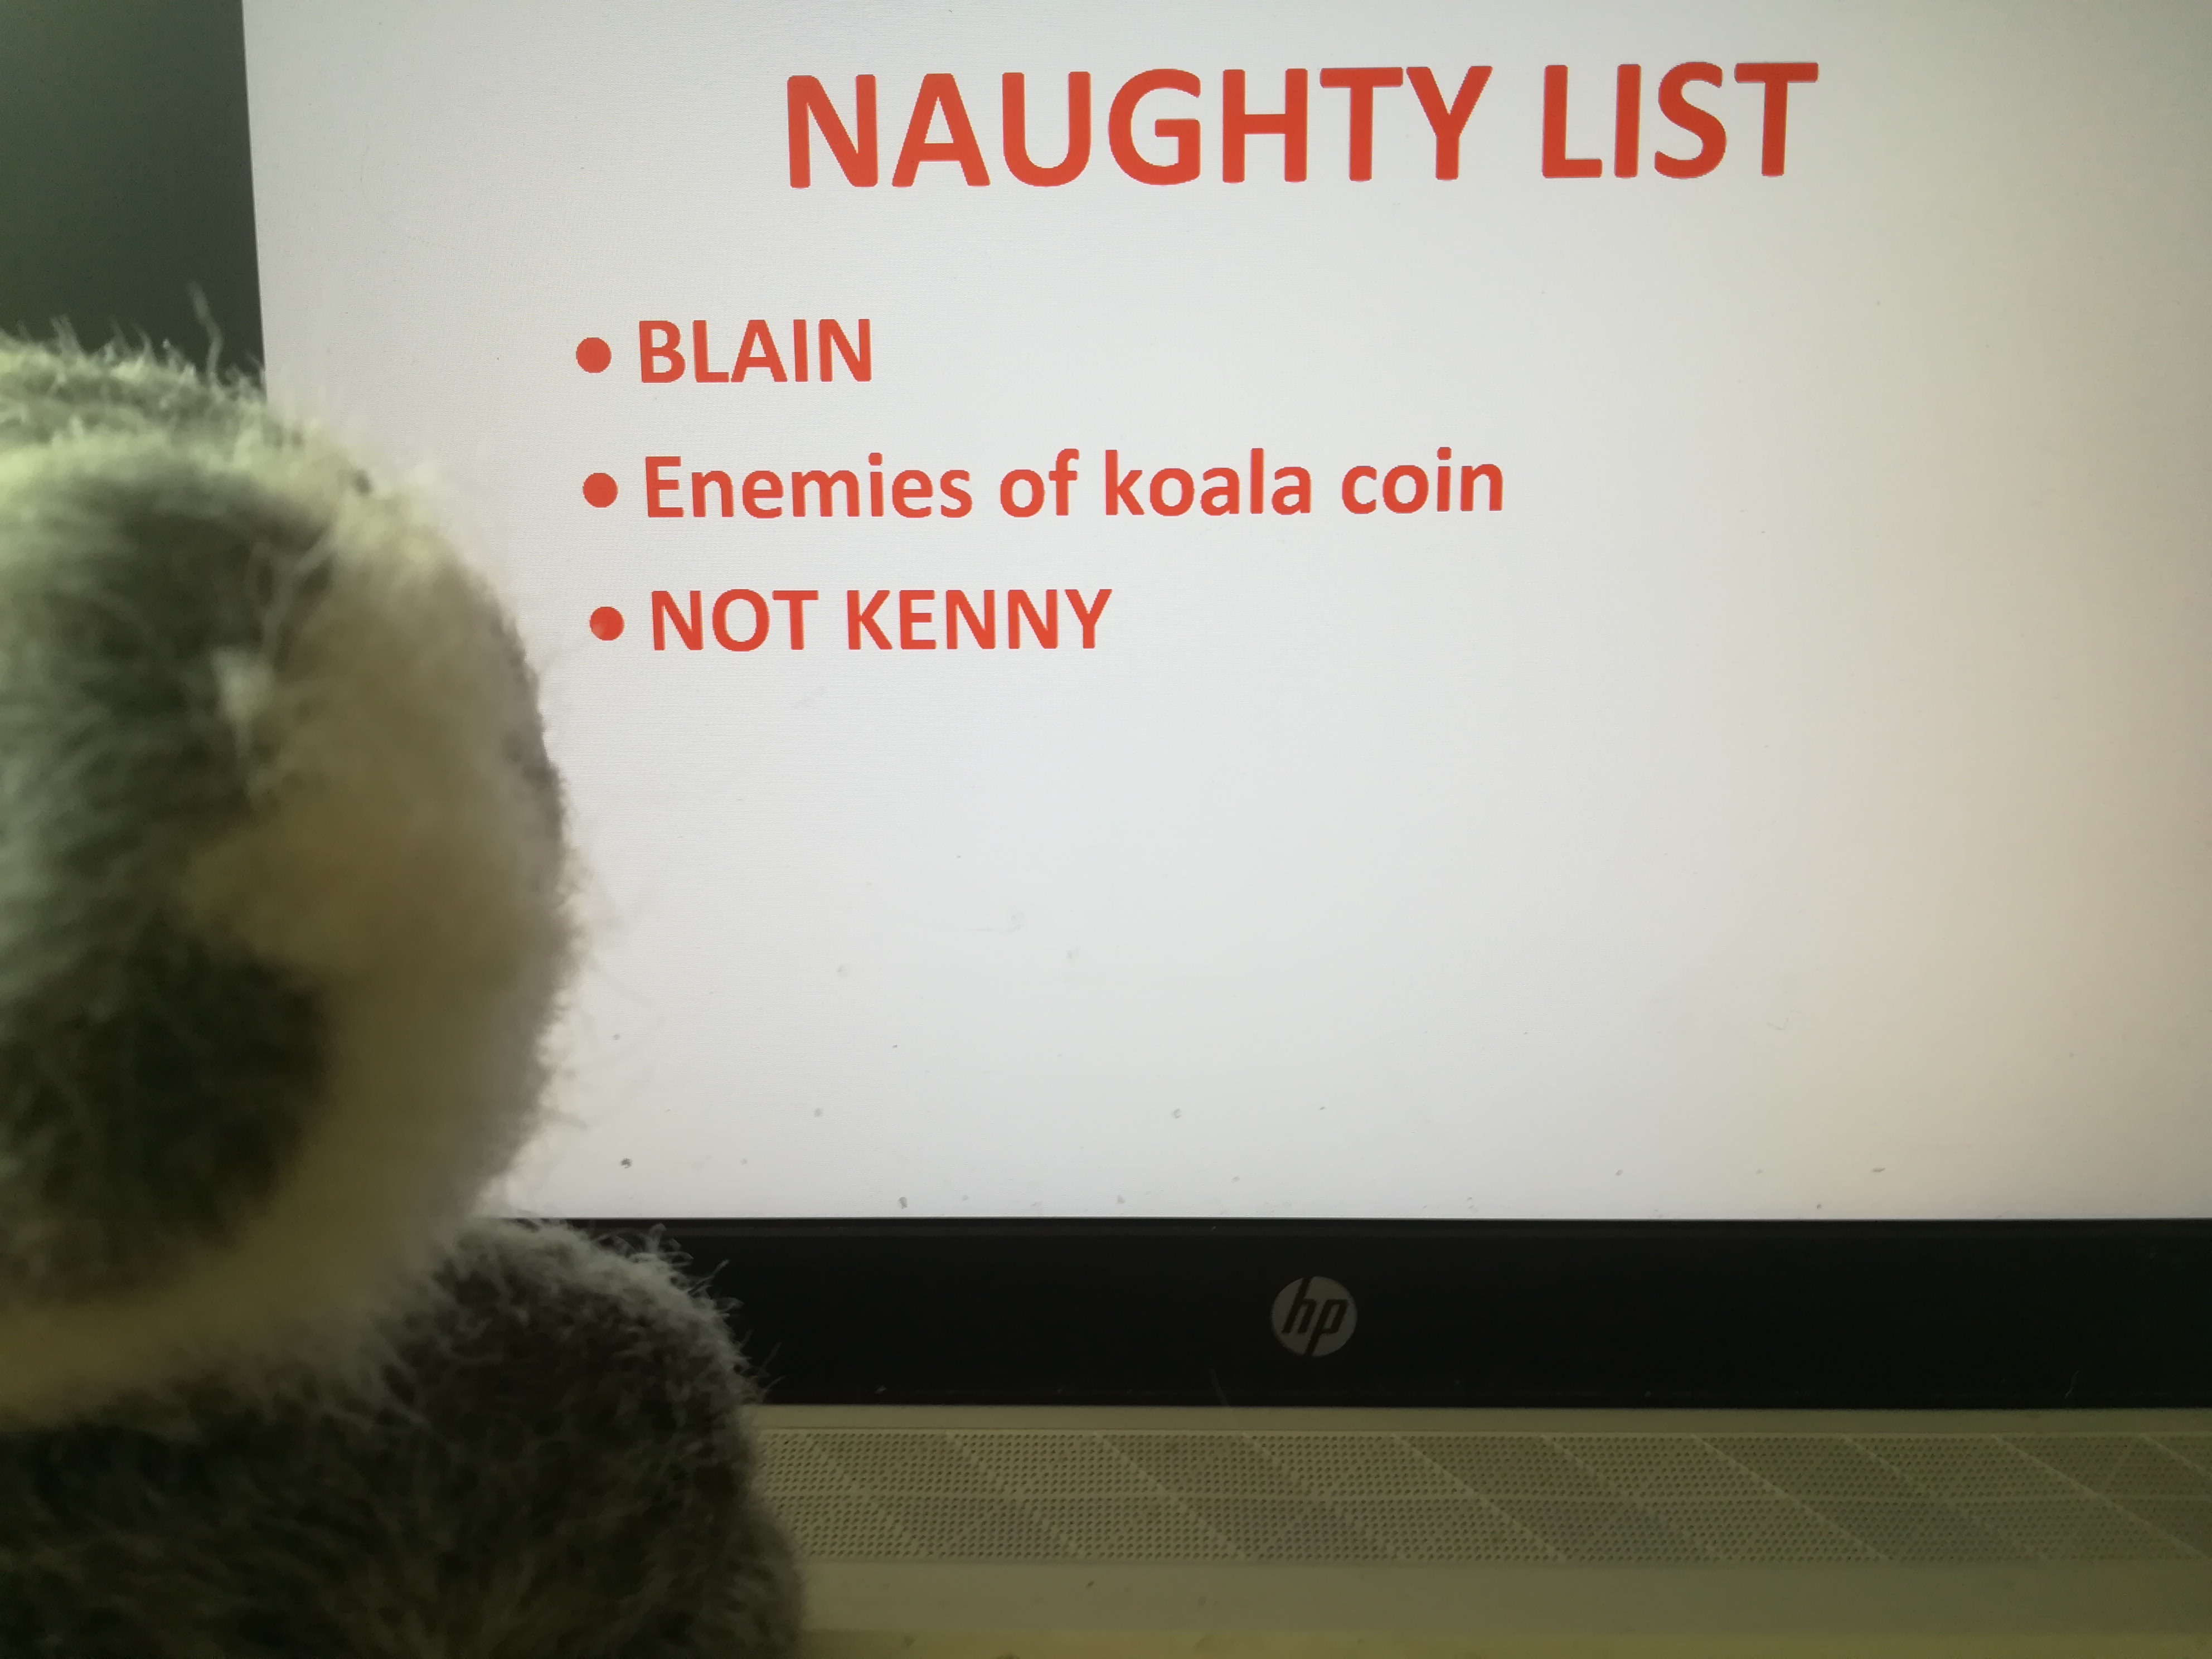 NAUGHTY LIST
• BLAIN
• Enemies of koala coin
• NOT KENNY
hp